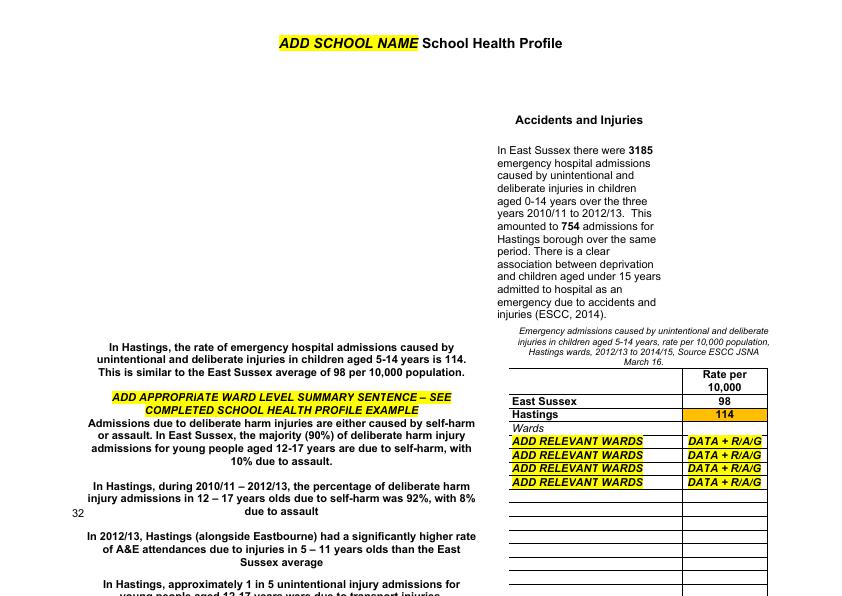 ADD SCHOOL NAME School Health Profile
Accidents and Injuries
In East Sussex there were 3185
emergency hospital admissions
caused by unintentional and
deliberate injuries in children
aged 0-14 years over the three
years 2010/11 to 2012/13.  This
amounted to 754 admissions for
Hastings borough over the same
period. There is a clear
association between deprivation
and children aged under 15 years
admitted to hospital as an
emergency due to accidents and
injuries (ESCC, 2014).
In Hastings, the rate of emergency hospital admissions caused by
unintentional and deliberate injuries in children aged 5-14 years is 114.
This is similar to the East Sussex average of 98 per 10,000 population.
ADD APPROPRIATE WARD LEVEL SUMMARY SENTENCE – SEE
COMPLETED SCHOOL HEALTH PROFILE EXAMPLE
Admissions due to deliberate harm injuries are either caused by self-harm
or assault. In East Sussex, the majority (90%) of deliberate harm injury
admissions for young people aged 12-17 years are due to self-harm, with
10% due to assault.
In Hastings, during 2010/11 – 2012/13, the percentage of deliberate harm
injury admissions in 12 – 17 years olds due to self-harm was 92%, with 8%
due to assault
32
In 2012/13, Hastings (alongside Eastbourne) had a significantly higher rate
of A&E attendances due to injuries in 5 – 11 years olds than the East
Sussex average
In Hastings, approximately 1 in 5 unintentional injury admissions for
young people aged 12-17 years were due to transport injuries
Emergency admissions caused by unintentional and deliberate
injuries in children aged 5-14 years, rate per 10,000 population,
Hastings wards, 2012/13 to 2014/15, Source ESCC JSNA
March 16.
Rate per
10,000
East Sussex 98
Hastings 114
Wards
ADD RELEVANT WARDS DATA + R/A/G
ADD RELEVANT WARDS DATA + R/A/G
ADD RELEVANT WARDS DATA + R/A/G
ADD RELEVANT WARDS DATA + R/A/G